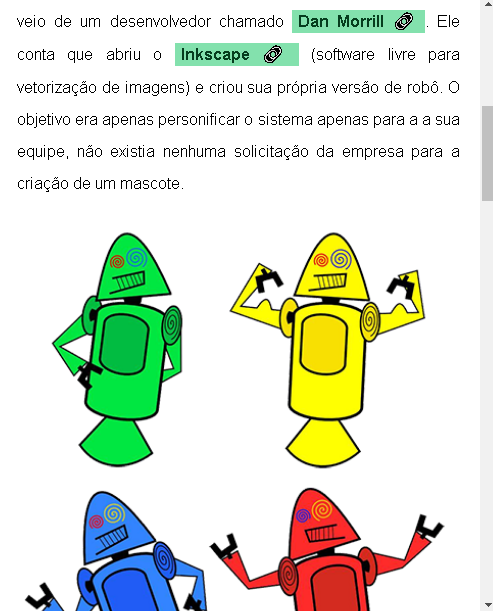 veio de um desenvolvedor chamado Dan Morrill . Ele
conta que abriu o Inkscape (software livre para
vetorização de imagens) e criou sua própria versão de robô. O
objetivo era apenas personificar o sistema apenas para a a sua
equipe, não existia nenhuma solicitação da empresa para a
criação de um mascote.